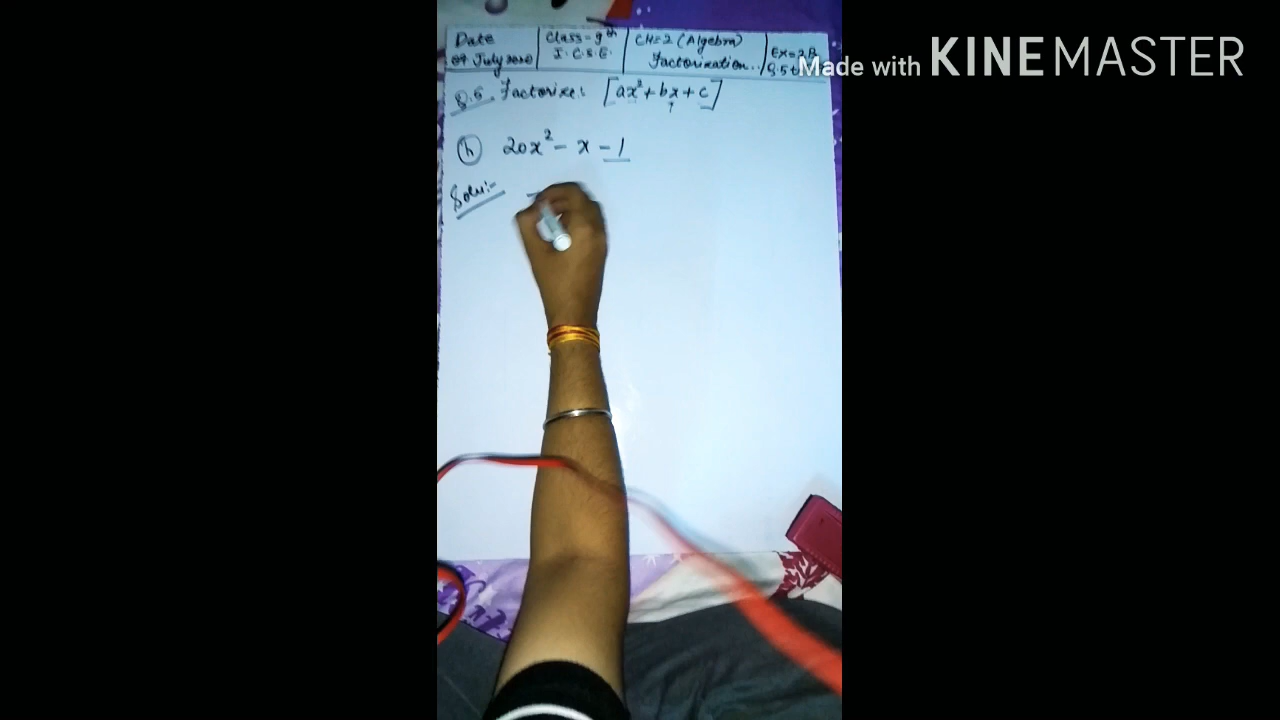 Date
09 July 2020
Class = 9th
I.C.S.E.
CH=2 (Algebra)
Factorization...
EX=2B
Q.5
Made with KINEMASTER
Q.5 Factorize: [ax²+bx+c]
(h) 20x² - x - 1
Solu:-